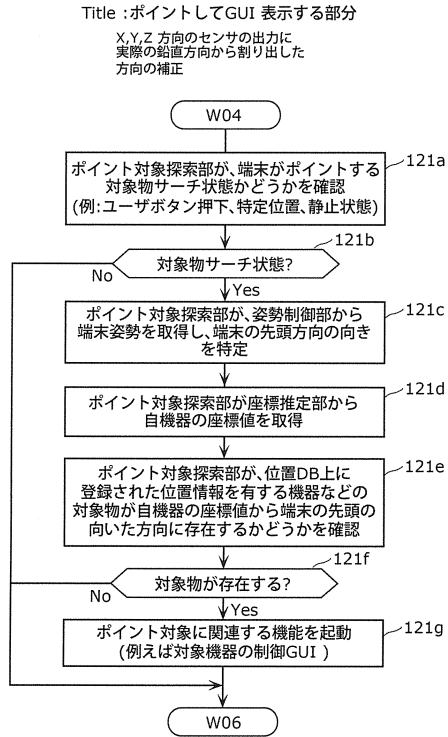 Title :ポイントしてGUI 表示する部分
X,Y,Z 方向のセンサの出力に
実際の鉛直方向から割り出した
方向の補正
W04
121a
ポイント対象探索部が、端末がポイントする
対象物サーチ状態かどうかを確認
(例:ユーザボタン押下、特定位置、静止状態)
121b
対象物サーチ状態?
No
Yes
121c
ポイント対象探索部が、姿勢制御部から
端末姿勢を取得し、端末の先頭方向の向き
を特定
121d
ポイント対象探索部が座標推定部から
自機器の座標値を取得
121e
ポイント対象探索部が、位置DB上に
登録された位置情報を有する機器などの
対象物が自機器の座標値から端末の先頭の
向いた方向に存在するかどうかを確認
121f
対象物が存在する?
No
Yes
121g
ポイント対象に関連する機能を起動
(例えば対象機器の制御GUI )
W06